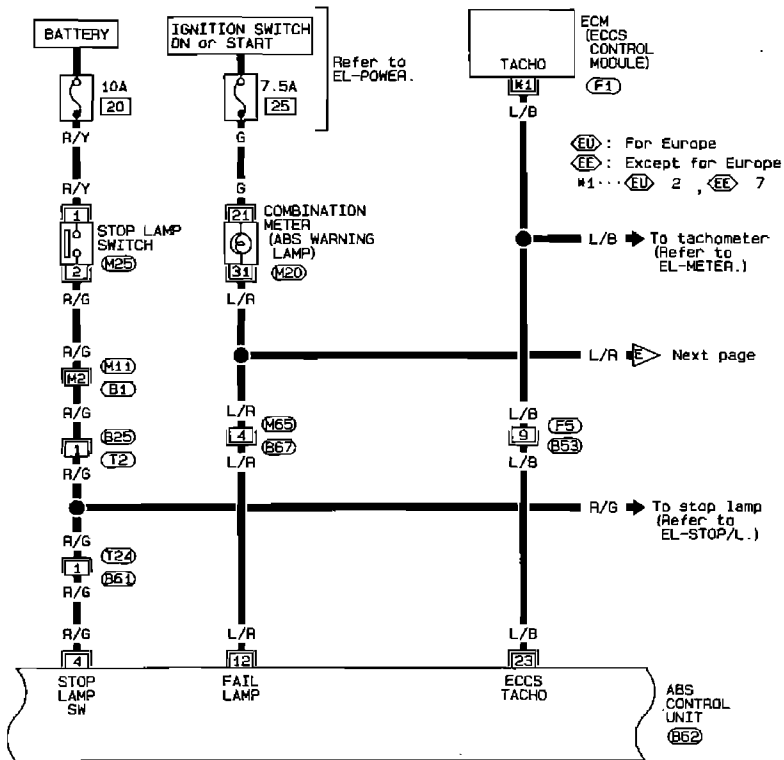 BATTERY
IGNITION SWITCH
ON or START
Refer to
EL-POWER.
10A
20
7.5A
25
TACHO
ECM
(ECCS
CONTROL
MODULE)
*1
F1
R/Y
G
L/B
EU : For Europe
EE : Except for Europe
*1... EU 2 , EE 7
R/Y
G
1
STOP LAMP
SWITCH
2
M25
21
COMBINATION
METER
(ABS WARNING
LAMP)
31
M20
L/B
To tachometer
(Refer to
EL-METER.)
R/G
L/R
R/G
M2
M11
B1
L/R
E
Next page
R/G
1
B25
T2
R/G
L/R
4
M65
B67
L/R
L/B
9
F5
B53
L/B
R/G
To stop lamp
(Refer to
EL-STOP/L.)
R/G
1
T24
B61
R/G
R/G
L/R
L/B
4
12
23
STOP
LAMP
SW
FAIL
LAMP
ECCS
TACHO
ABS
CONTROL
UNIT
B62